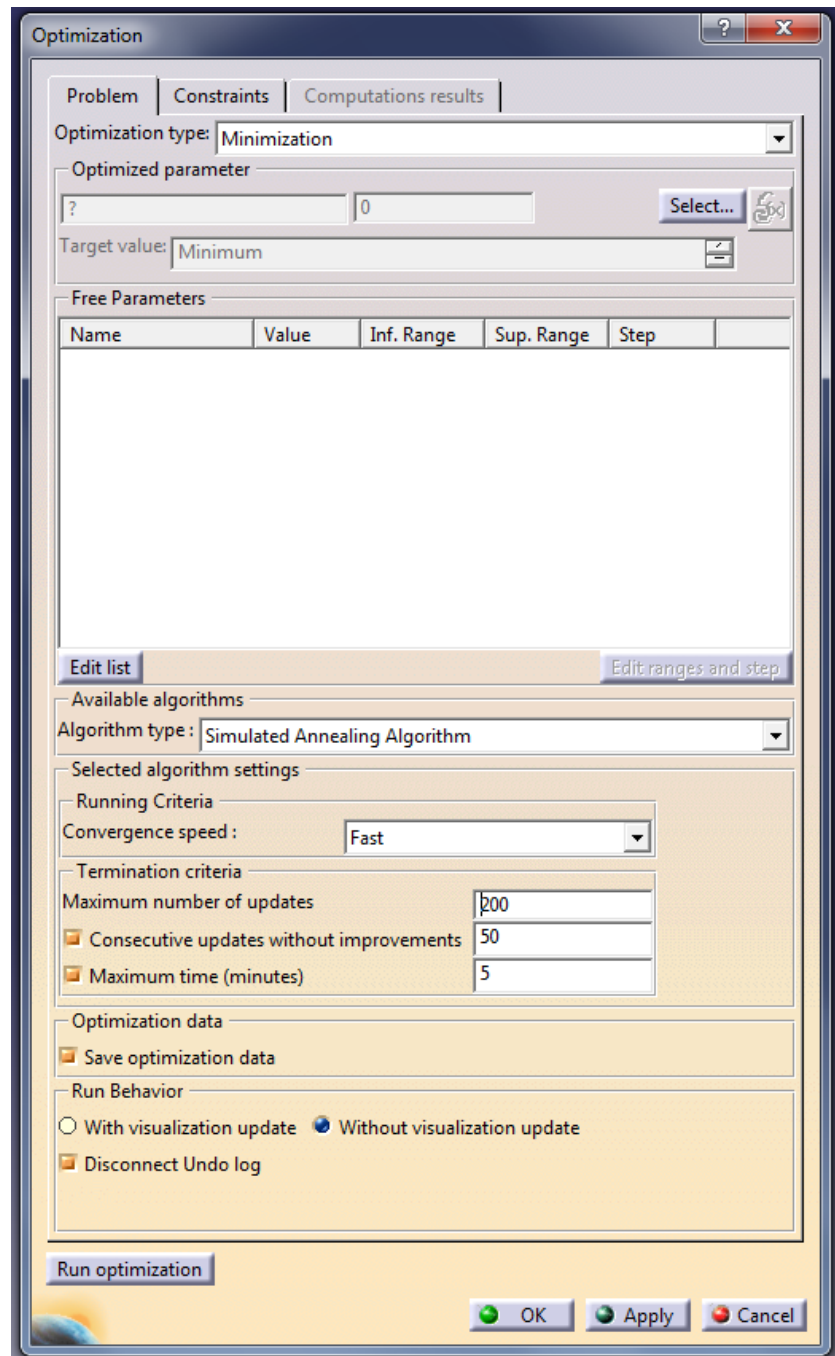 Optimization
Problem Constraints Computations results
Optimization type: Minimization
Optimized parameter
? 0 Select...
Target value: Minimum
Free Parameters
Name Value Inf. Range Sup. Range Step
Edit list Edit ranges and step
Available algorithms
Algorithm type : Simulated Annealing Algorithm
Selected algorithm settings
Running Criteria
Convergence speed : Fast
Termination criteria
Maximum number of updates 200
Consecutive updates without improvements 50
Maximum time (minutes) 5
Optimization data
Save optimization data
Run Behavior
With visualization update Without visualization update
Disconnect Undo log
Run optimization
OK Apply Cancel